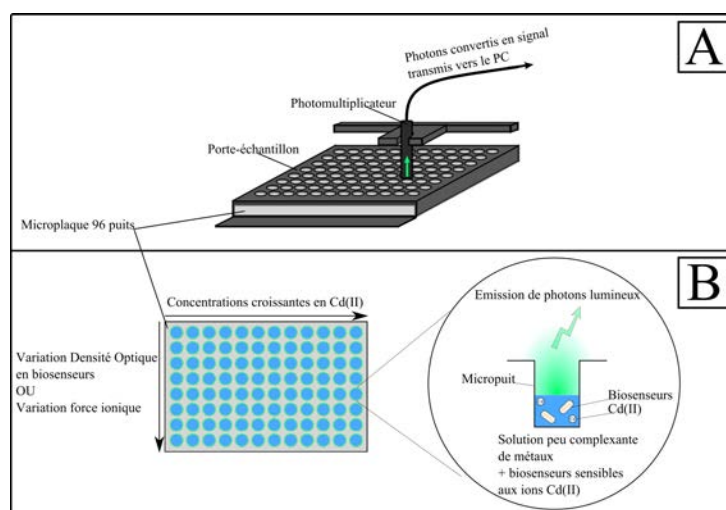 A
Photons convertis en signal
transmis vers le PC
Photomultiplicateur
Porte-échantillon
Microplaque 96 puits
B
Concentrations croissantes en Cd(II)
Variation Densité Optique
en biosenseurs
OU
Variation force ionique
Emission de photons lumineux
Micropuit
Biosenseurs
Cd(II)
Solution peu complexante
de métaux
+ biosenseurs sensibles
aux ions Cd(II)